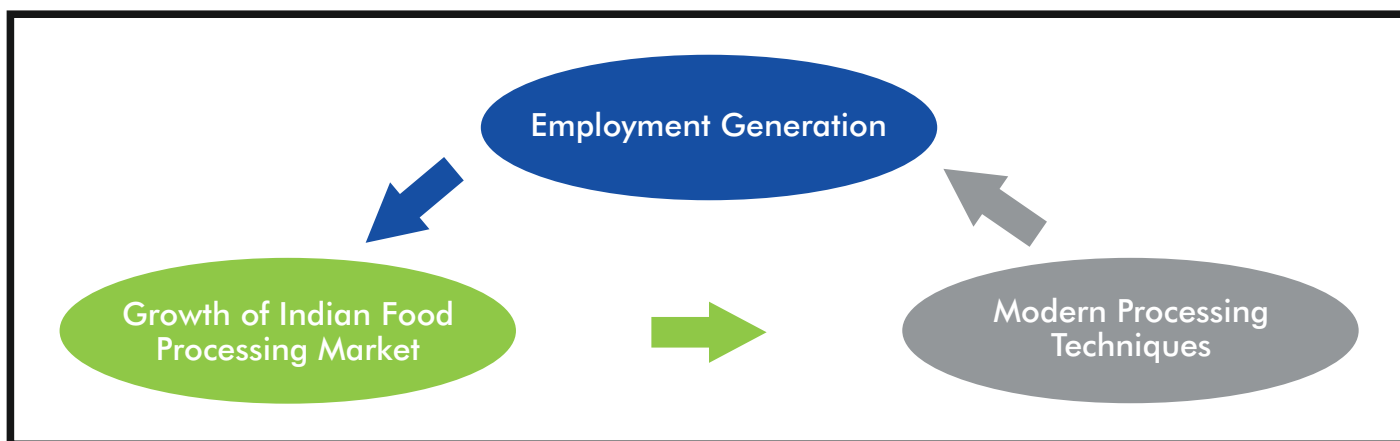 Employment Generation
Growth of Indian Food
Processing Market
Modern Processing
Techniques